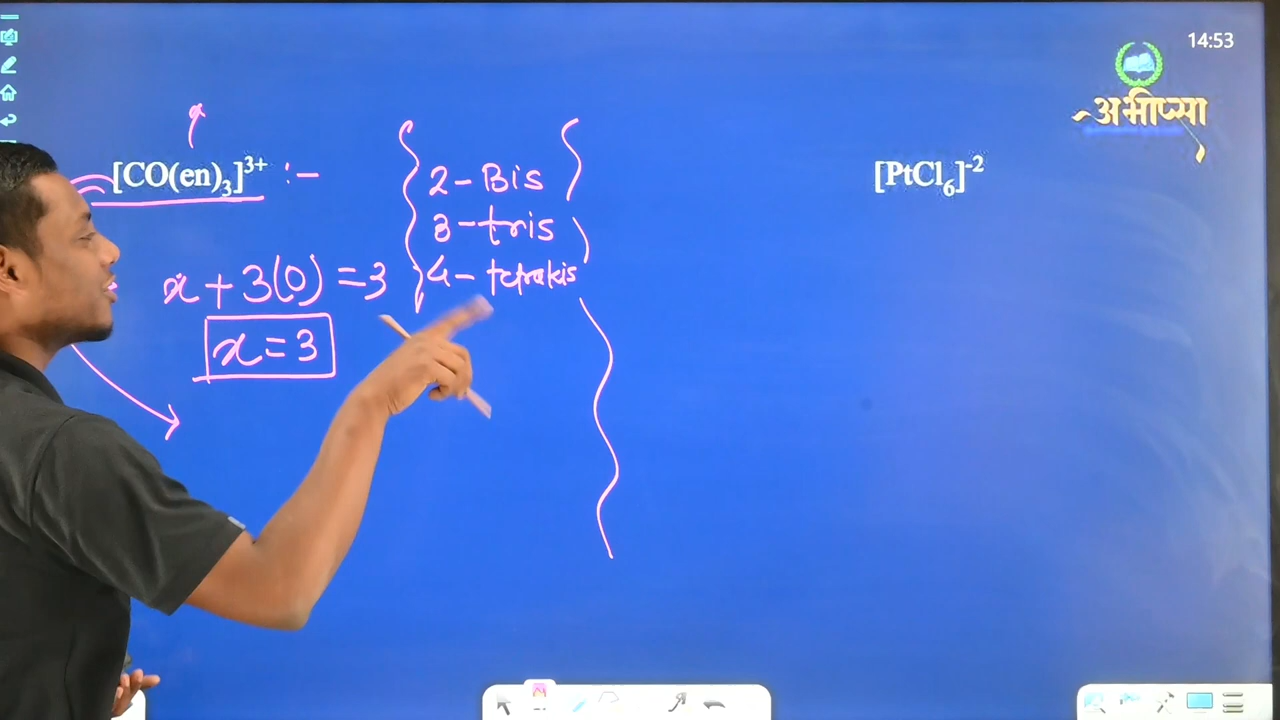 14:53
अभीप्सा
[CO(en)₃]³⁺ :-
2-Bis
3-tris
4-tetrakis
x + 3(0) = 3
x = 3
[PtCl₆]⁻²